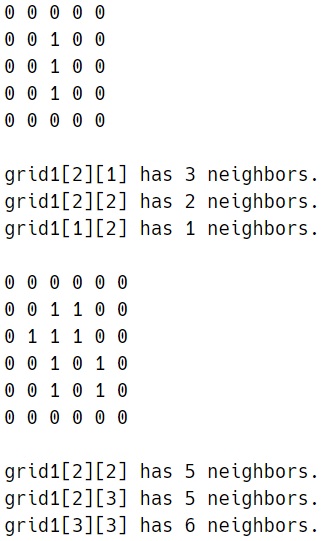 0 0 0 0 0
0 0 1 0 0
0 0 1 0 0
0 0 1 0 0
0 0 0 0 0
grid1[2][1] has 3 neighbors.
grid1[2][2] has 2 neighbors.
grid1[1][2] has 1 neighbors.
0 0 0 0 0 0
0 0 1 1 0 0
0 1 1 1 0 0
0 0 1 0 1 0
0 0 1 0 1 0
0 0 0 0 0 0
grid1[2][2] has 5 neighbors.
grid1[2][3] has 5 neighbors.
grid1[3][3] has 6 neighbors.